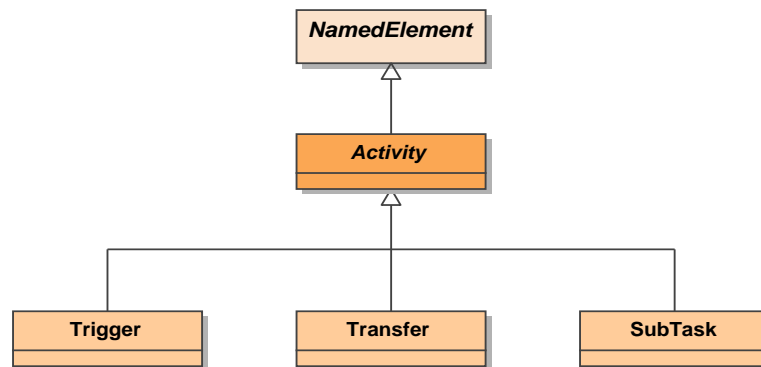 NamedElement
Activity
Trigger
Transfer
SubTask